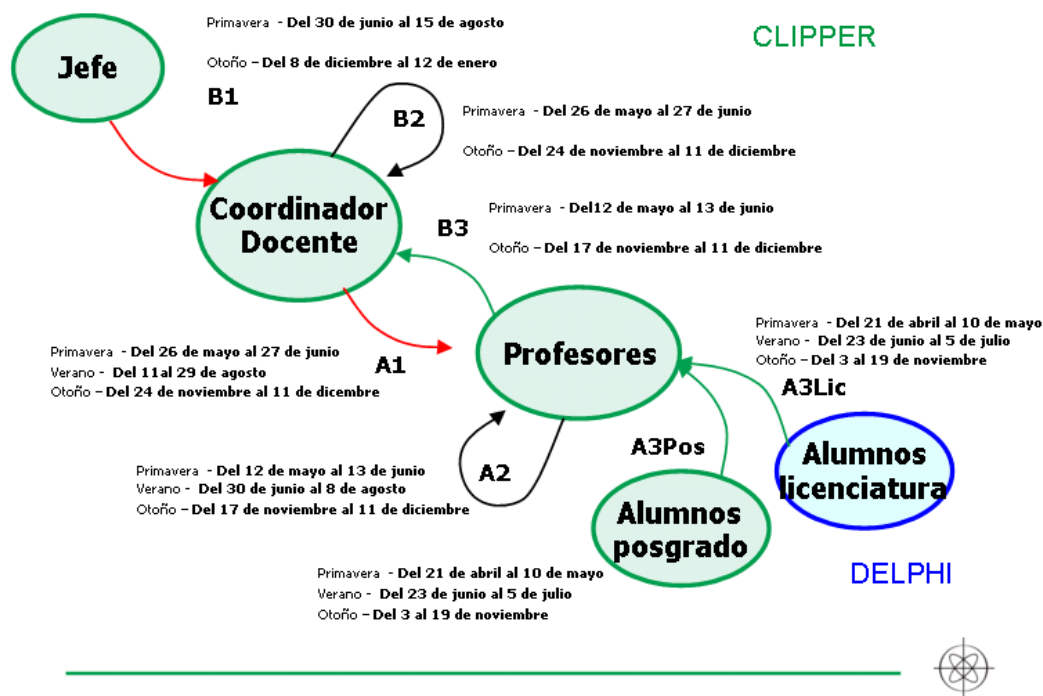 Primavera - Del 30 de junio al 15 de agosto
CLIPPER
Jefe
Otoño – Del 8 de diciembre al 12 de enero
B1
B2
Primavera - Del 26 de mayo al 27 de junio
Otoño – Del 24 de noviembre al 11 de diciembre
Coordinador
Docente
Primavera - Del12 de mayo al 13 de junio
B3
Otoño – Del 17 de noviembre al 11 de diciembre
Primavera - Del 21 de abril al 10 de mayo
Verano - Del 23 de junio al 5 de julio
Otoño – Del 3 al 19 de noviembre
Profesores
Primavera - Del 26 de mayo al 27 de junio
Verano - Del 11al 29 de agosto
Otoño – Del 24 de noviembre al 11 de dicembre
A1
A3Lic
A3Pos
Alumnos
licenciatura
Primavera - Del 12 de mayo al 13 de junio
Verano - Del 30 de junio al 8 de agosto
Otoño – Del 17 de noviembre al 11 de diciembre
A2
Alumnos
posgrado
DELPHI
Primavera - Del 21 de abril al 10 de mayo
Verano - Del 23 de junio al 5 de julio
Otoño – Del 3 al 19 de noviembre